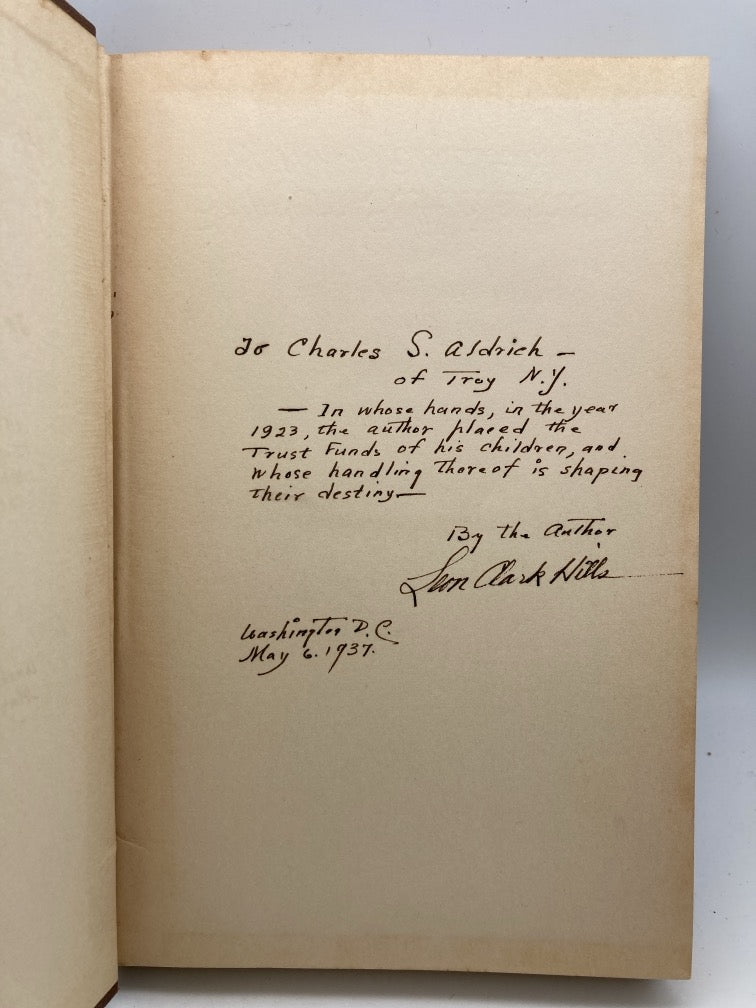 To Charles S. Aldrich –
of Troy N.Y.
— In whose hands, in the year
1923, the author placed the
Trust Funds of his children, and
whose handling thereof is shaping
their destiny—
By the Author
Leon Clark Hills
Washington D.C.
May 6. 1937.